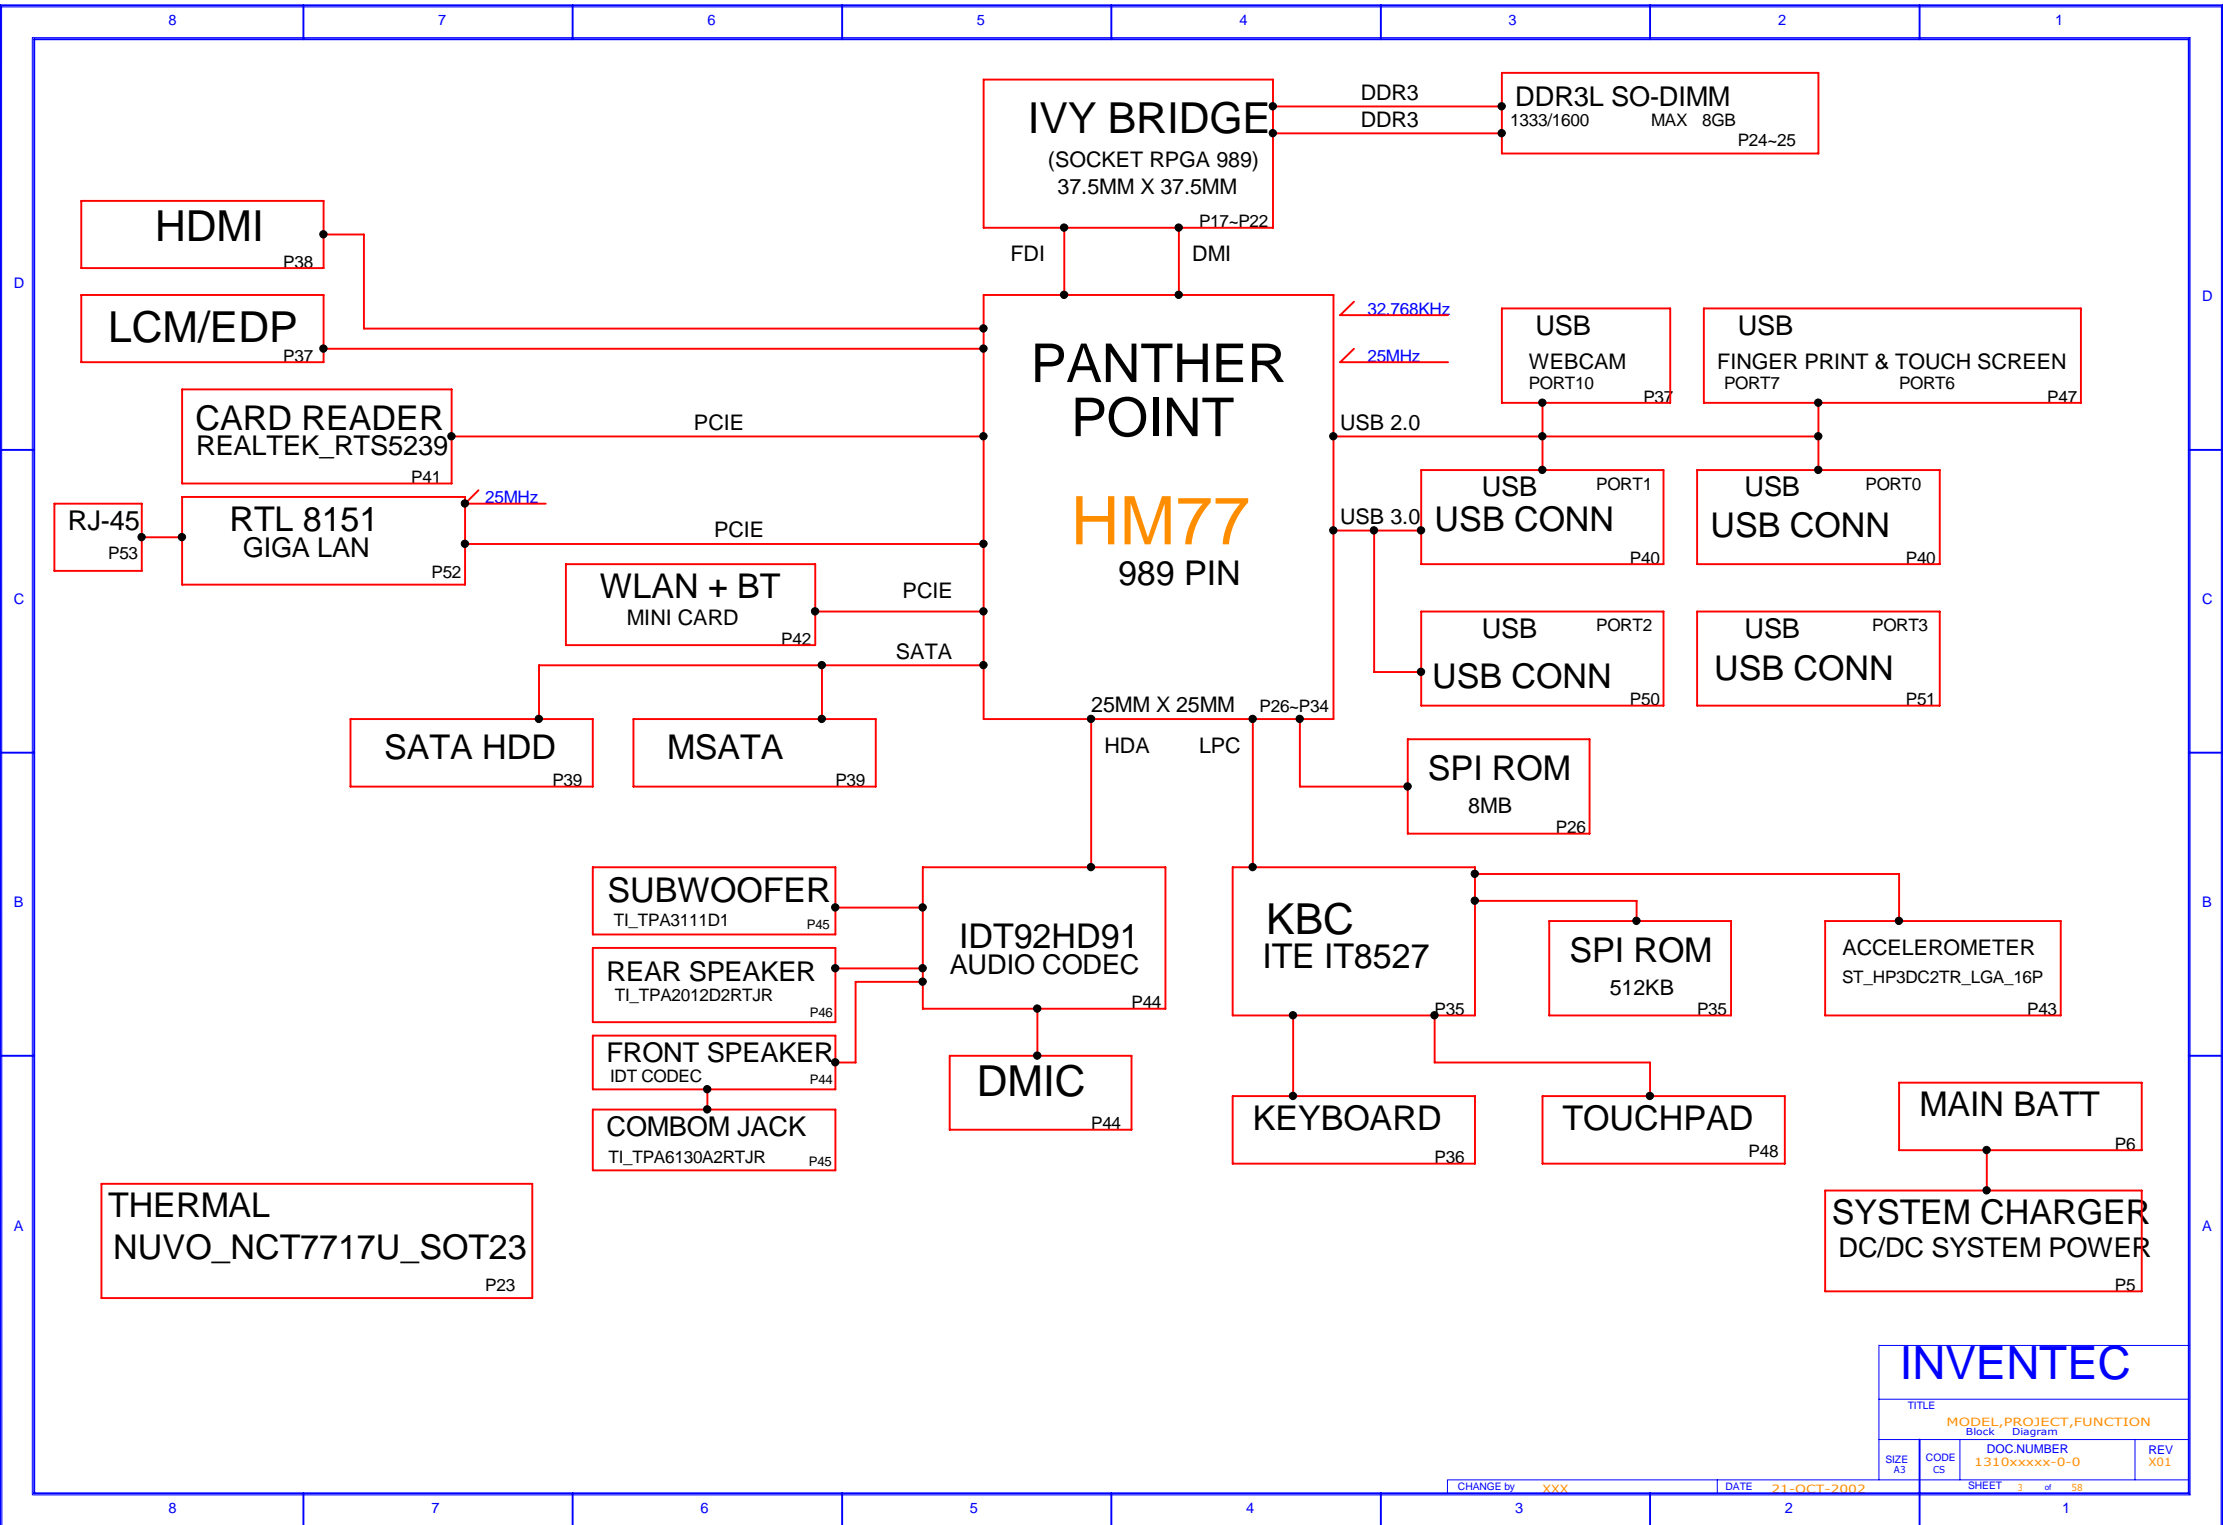 8 7 6 5 4 3 2 1
IVY BRIDGE
(SOCKET RPGA 989)
37.5MM X 37.5MM
P17~P22
DDR3
DDR3
DDR3L SO-DIMM
1333/1600 MAX 8GB
P24~25
FDI DMI
HDMI
P38
LCM/EDP
P37
D
D
32.768KHz
25MHz
PANTHER
POINT
HM77
989 PIN
25MM X 25MM P26~P34
USB
WEBCAM
PORT10
P37
USB
FINGER PRINT & TOUCH SCREEN
PORT7 PORT6
P47
CARD READER
REALTEK_RTS5239
P41
PCIE
USB 2.0
RJ-45
P53
RTL 8151
GIGA LAN
P52
25MHz
PCIE
USB 3.0
USB PORT1
USB CONN
P40
USB PORT0
USB CONN
P40
WLAN + BT
MINI CARD
P42
PCIE
C
C
SATA
USB PORT2
USB CONN
P50
USB PORT3
USB CONN
P51
SATA HDD
P39
MSATA
P39
HDA LPC
SPI ROM
8MB
P26
SUBWOOFER
TI_TPA3111D1 P45
REAR SPEAKER
TI_TPA2012D2RTJR
P46
FRONT SPEAKER
IDT CODEC P44
COMBOM JACK
TI_TPA6130A2RTJR P45
B
B
IDT92HD91
AUDIO CODEC
P44
DMIC
P44
KBC
ITE IT8527
P35
SPI ROM
512KB
P35
ACCELEROMETER
ST_HP3DC2TR_LGA_16P
P43
KEYBOARD
P36
TOUCHPAD
P48
MAIN BATT
P6
SYSTEM CHARGER
DC/DC SYSTEM POWER
P5
THERMAL
NUVO_NCT7717U_SOT23
P23
A
A
INVENTEC
TITLE
MODEL,PROJECT,FUNCTION
Block Diagram
SIZE CODE DOC.NUMBER REV
A3 CS 1310xxxxx-0-0 X01
CHANGE by XXX DATE 21-OCT-2002 SHEET 3 of 58
8 7 6 5 4 3 2 1